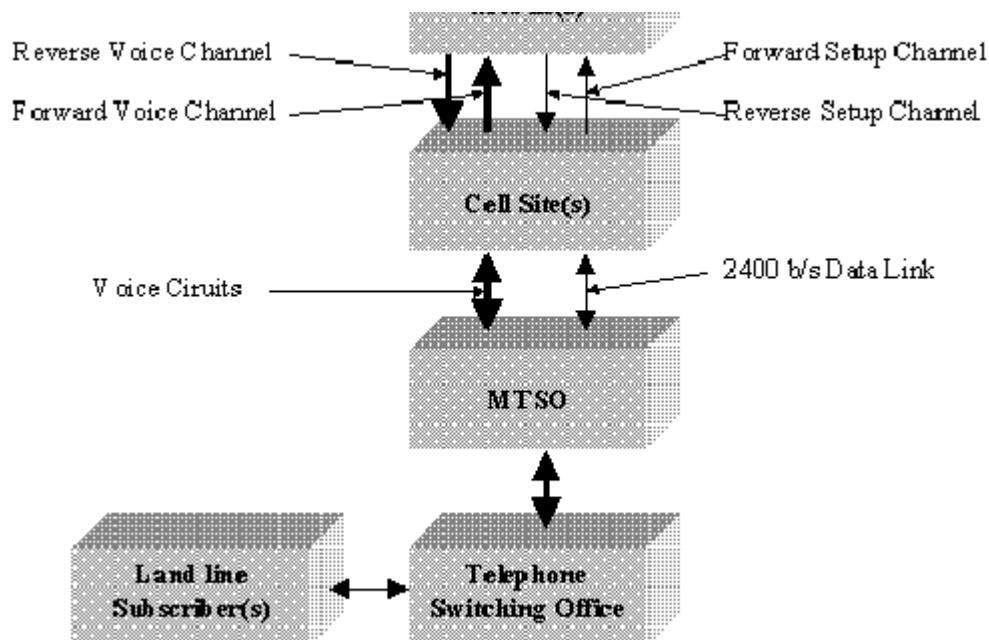 Reverse Voice Channel
Forward Setup Channel
Forward Voice Channel
Reverse Setup Channel
Cell Site(s)
Voice Ciruits
2400 b/s Data Link
MTSO
Land line
Subscriber(s)
Telephone
Switching Office